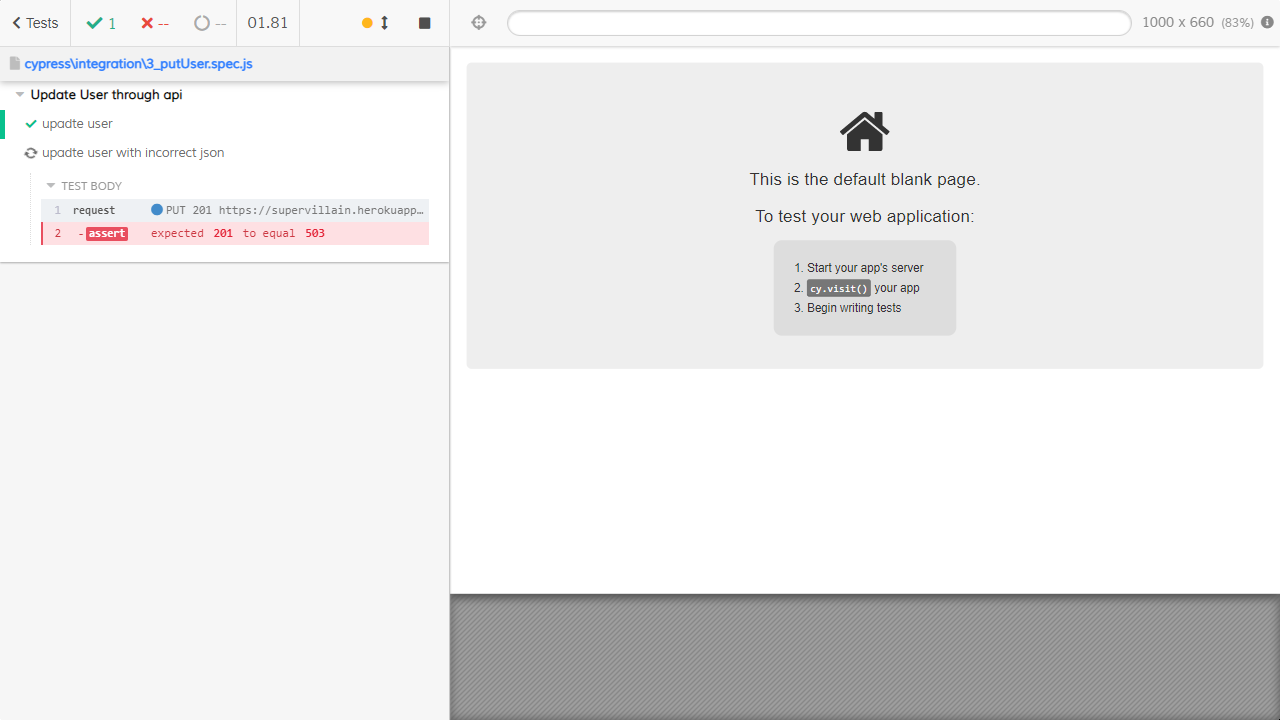 Tests 1 -- -- 01.81 1000 x 660 (83%)
cypress\integration\3_putUser.spec.js
Update User through api
upadte user
upadte user with incorrect json
TEST BODY
1 request PUT 201 https://supervillain.herokuapp…
2 -assert expected 201 to equal 503
This is the default blank page.
To test your web application:
1. Start your app's server
2. cy.visit() your app
3. Begin writing tests